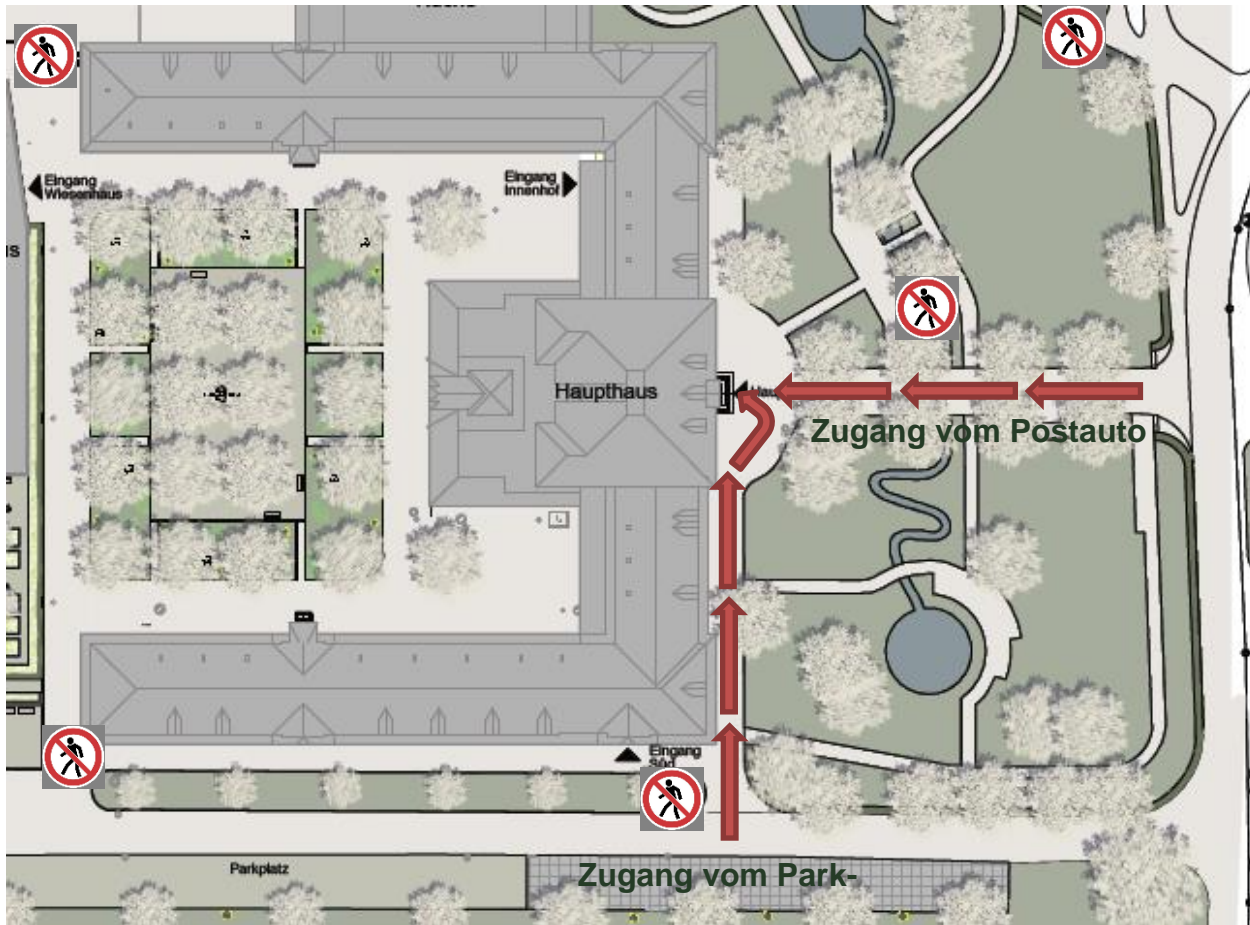 Eingang
Wiesenhaus
Eingang
Innenhof
Haupthaus
Zugang vom Postauto
Eingang
Süd
Parkplatz
Zugang vom Park-